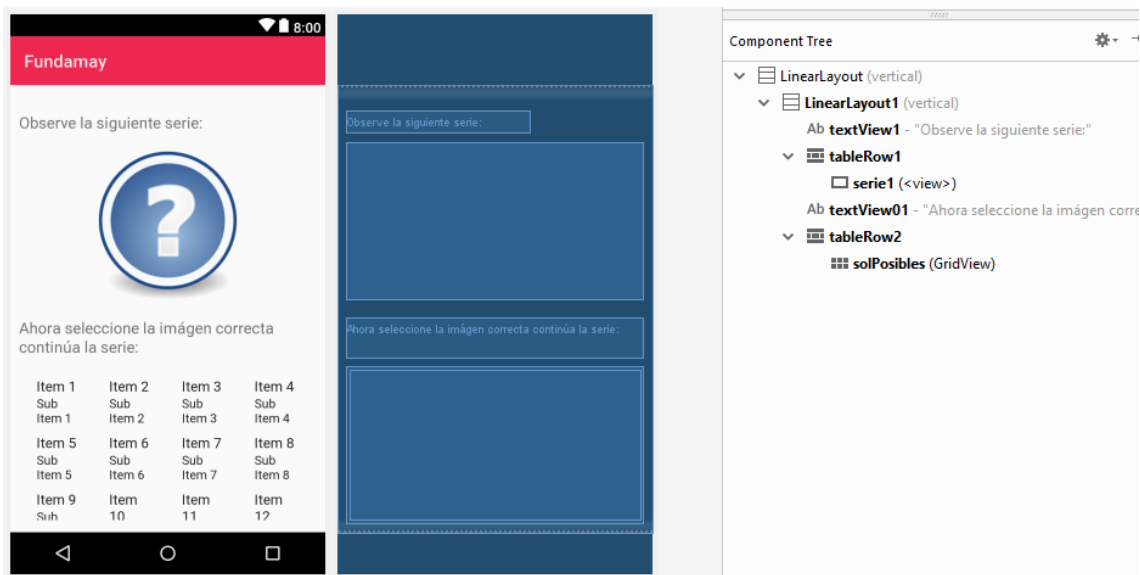 8:00
Fundamay
Observe la siguiente serie:
Ahora seleccione la imágen correcta
continúa la serie:
Item 1 Item 2 Item 3 Item 4
Sub Sub Sub Sub
Item 1 Item 2 Item 3 Item 4
Item 5 Item 6 Item 7 Item 8
Sub Sub Sub Sub
Item 5 Item 6 Item 7 Item 8
Item 9 Item Item Item
Sub 10 11 12
Observe la siguiente serie:
Ahora seleccione la imágen correcta continúa la serie:
Component Tree
LinearLayout (vertical)
LinearLayout1 (vertical)
Ab textView1 - "Observe la siguiente serie:"
tableRow1
serie1 (<view>)
Ab textView01 - "Ahora seleccione la imágen corre
tableRow2
solPosibles (GridView)